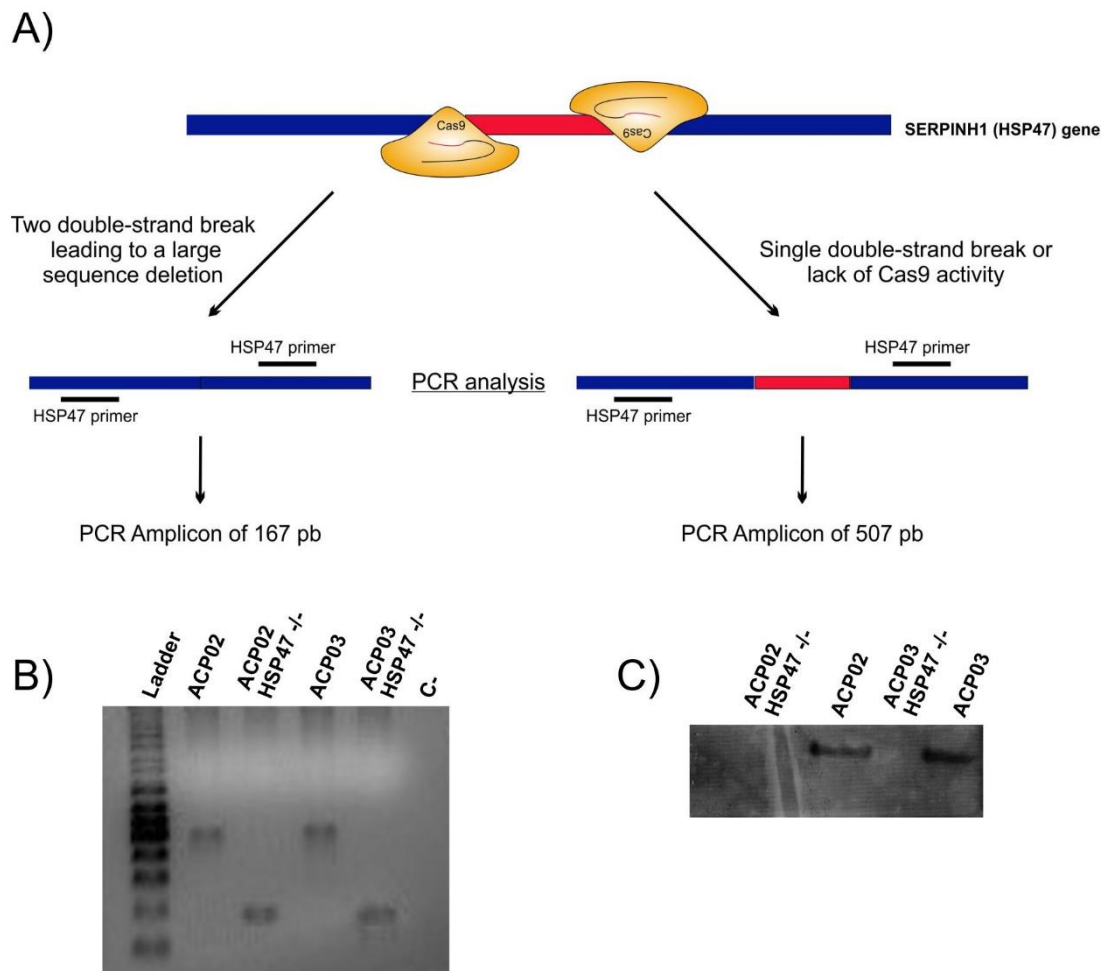 A)
Cas9
Cas9
SERPINH1 (HSP47) gene
Two double-strand break
leading to a large
sequence deletion
Single double-strand break or
lack of Cas9 activity
HSP47 primer
HSP47 primer
PCR analysis
HSP47 primer
HSP47 primer
PCR Amplicon of 167 pb
PCR Amplicon of 507 pb
B)
Ladder
ACP02
ACP02
HSP47 -/-
ACP03
ACP03
HSP47 -/-
C-
C)
ACP02
HSP47 -/-
ACP02
ACP03
HSP47 -/-
ACP03